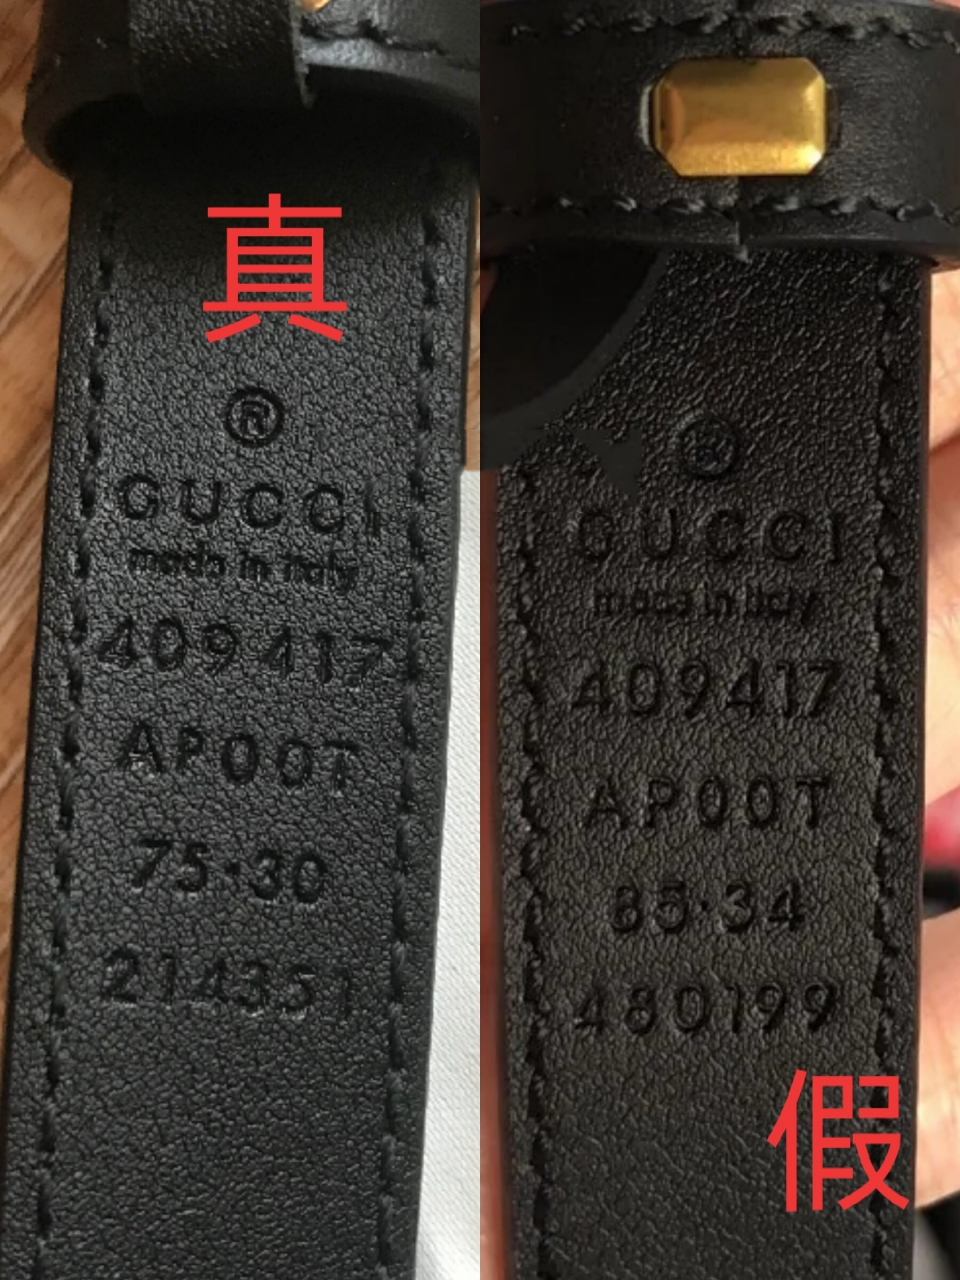 真
®
GUCCI
made in Italy
409417
AP00T
75·30
214351
®
GUCCI
made in Italy
409417
AP00T
85·34
480199
假